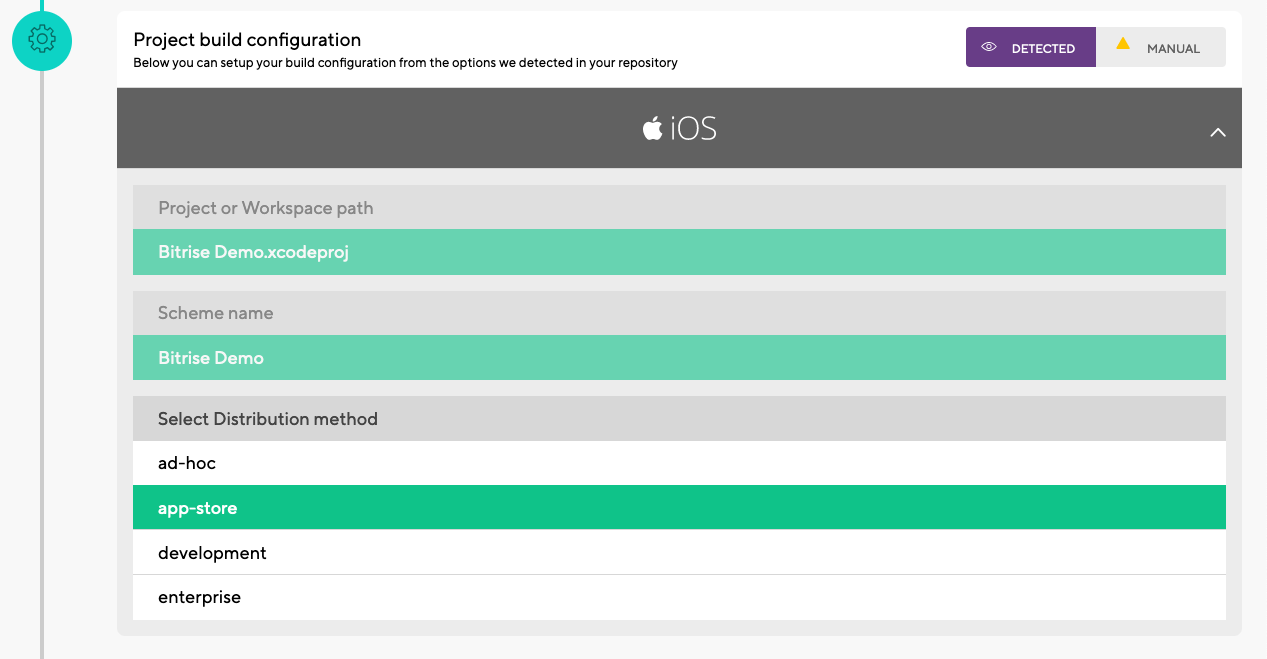 Project build configuration
Below you can setup your build configuration from the options we detected in your repository
DETECTED
MANUAL
iOS
Project or Workspace path
Bitrise Demo.xcodeproj
Scheme name
Bitrise Demo
Select Distribution method
ad-hoc
app-store
development
enterprise